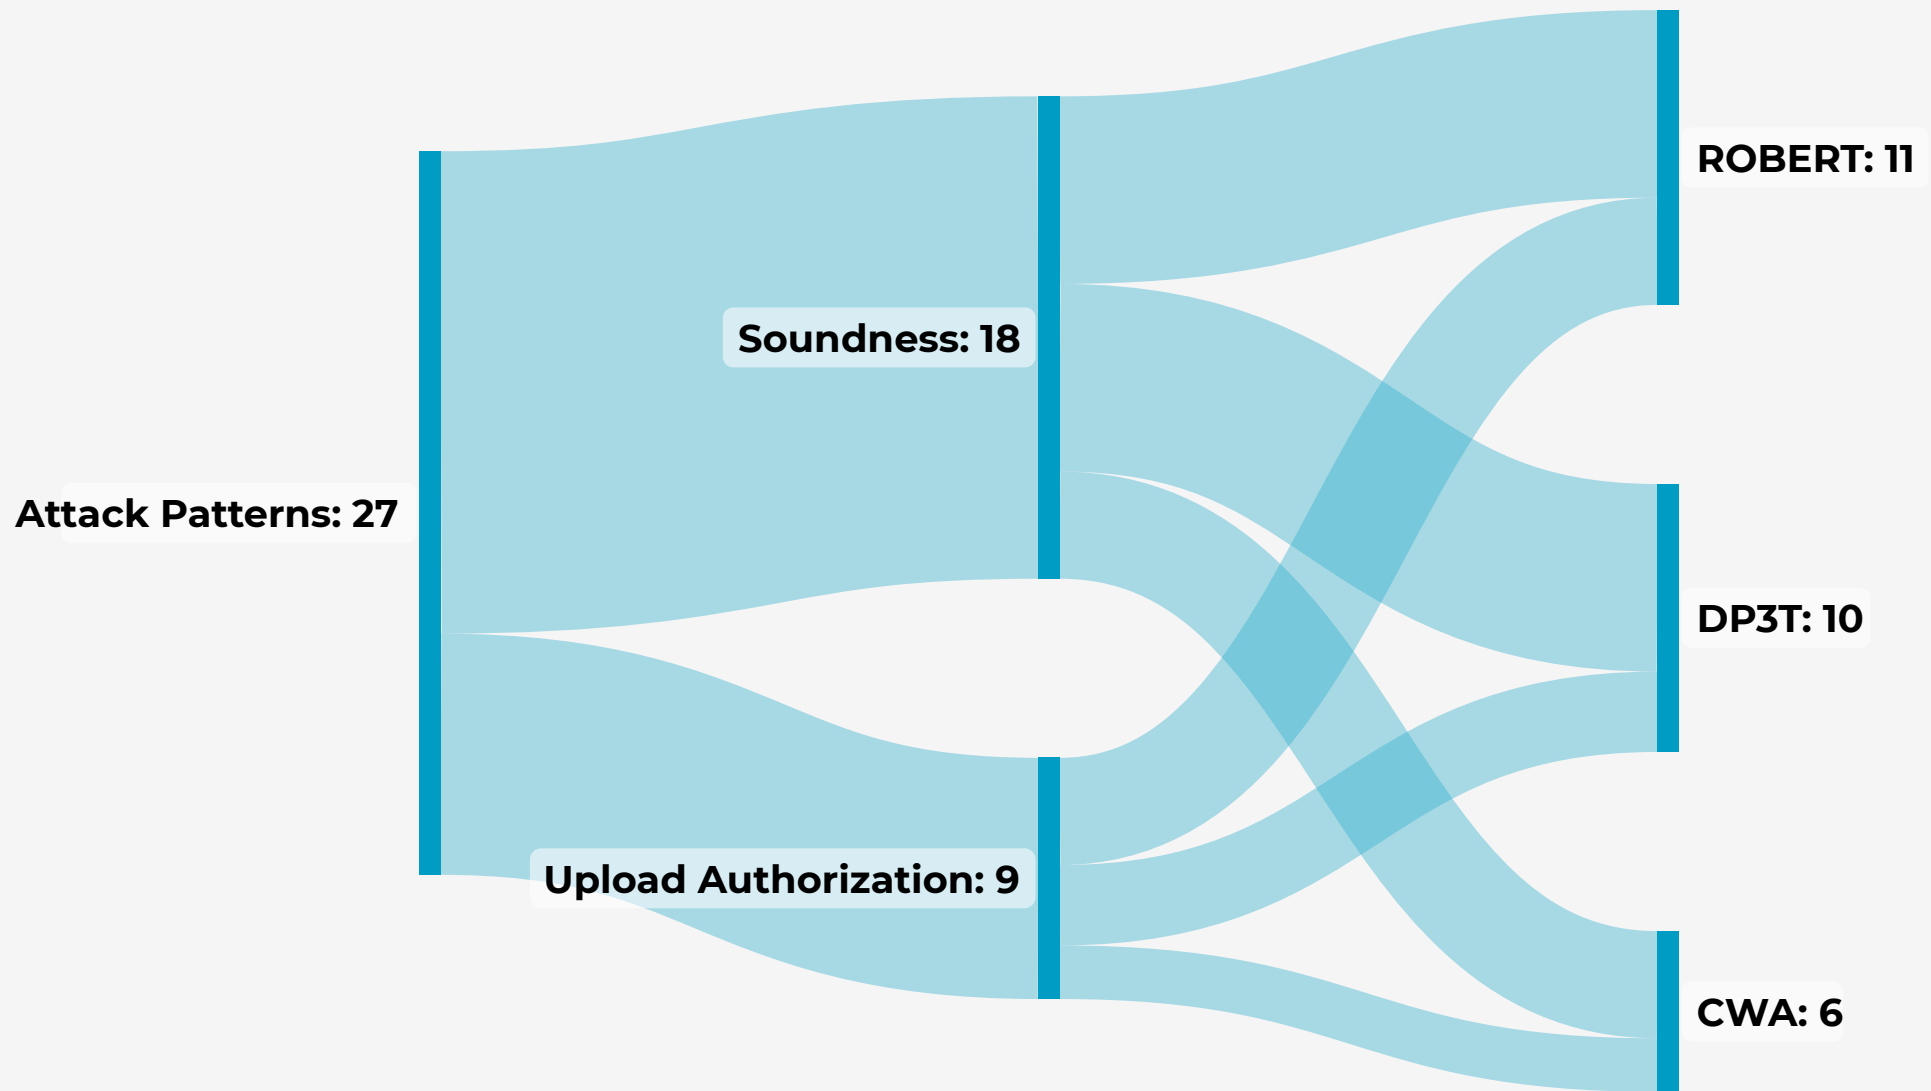 Attack Patterns: 27
Soundness: 18
Upload Authorization: 9
ROBERT: 11
DP3T: 10
CWA: 6